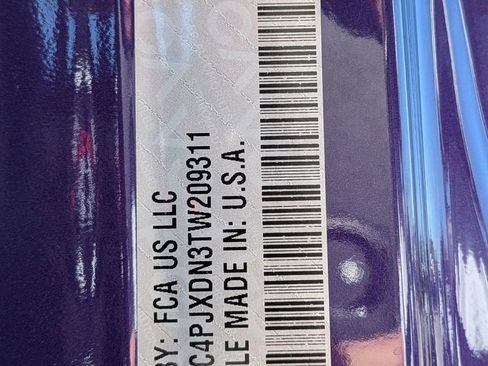 BY: FCA US LLC
C4PJXDN3TW209311
LE MADE IN: U.S.A.